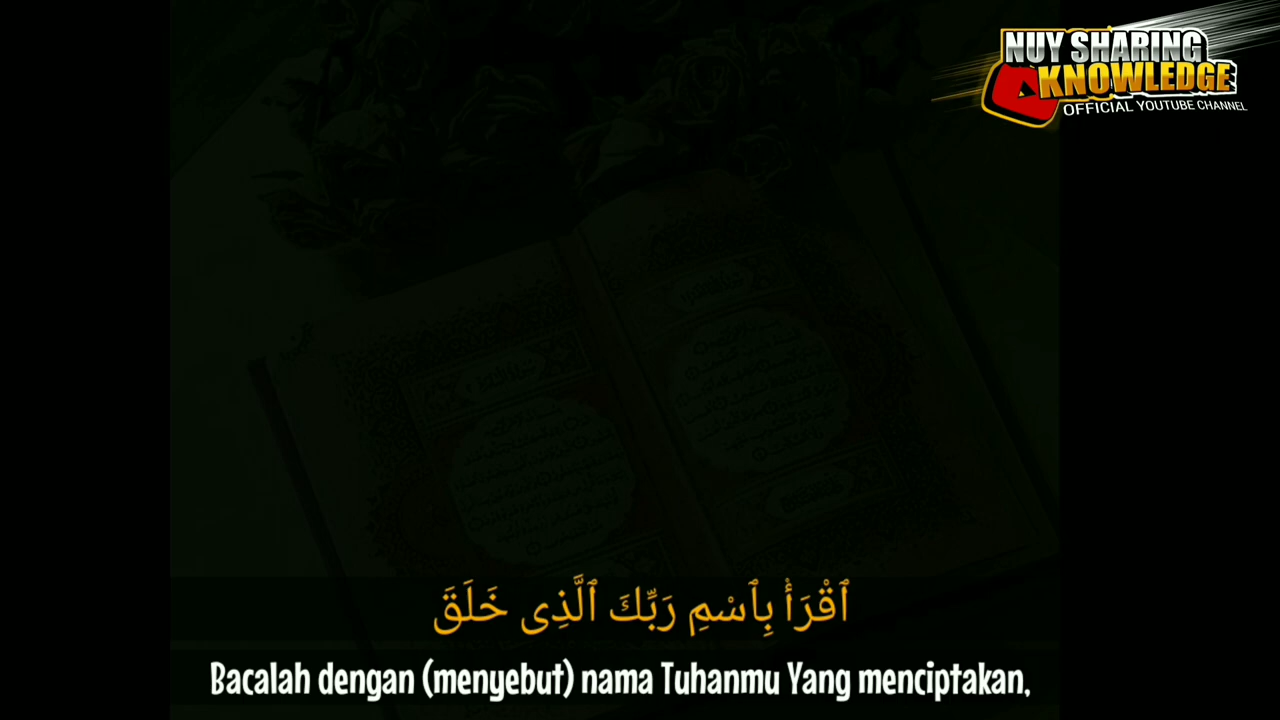 NUY SHARING
KNOWLEDGE
OFFICIAL YOUTUBE CHANNEL
ٱقْرَأْ بِٱسْمِ رَبِّكَ ٱلَّذِى خَلَقَ
Bacalah dengan (menyebut) nama Tuhanmu Yang menciptakan,